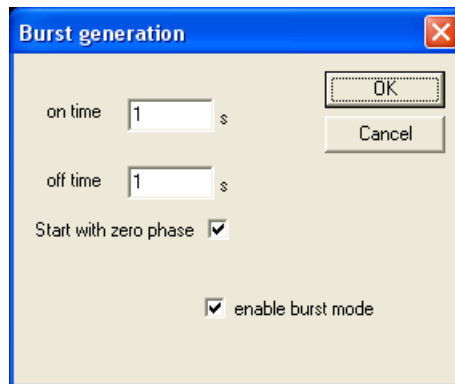 Burst generation
OK
on time 1 s
Cancel
off time 1 s
Start with zero phase
enable burst mode